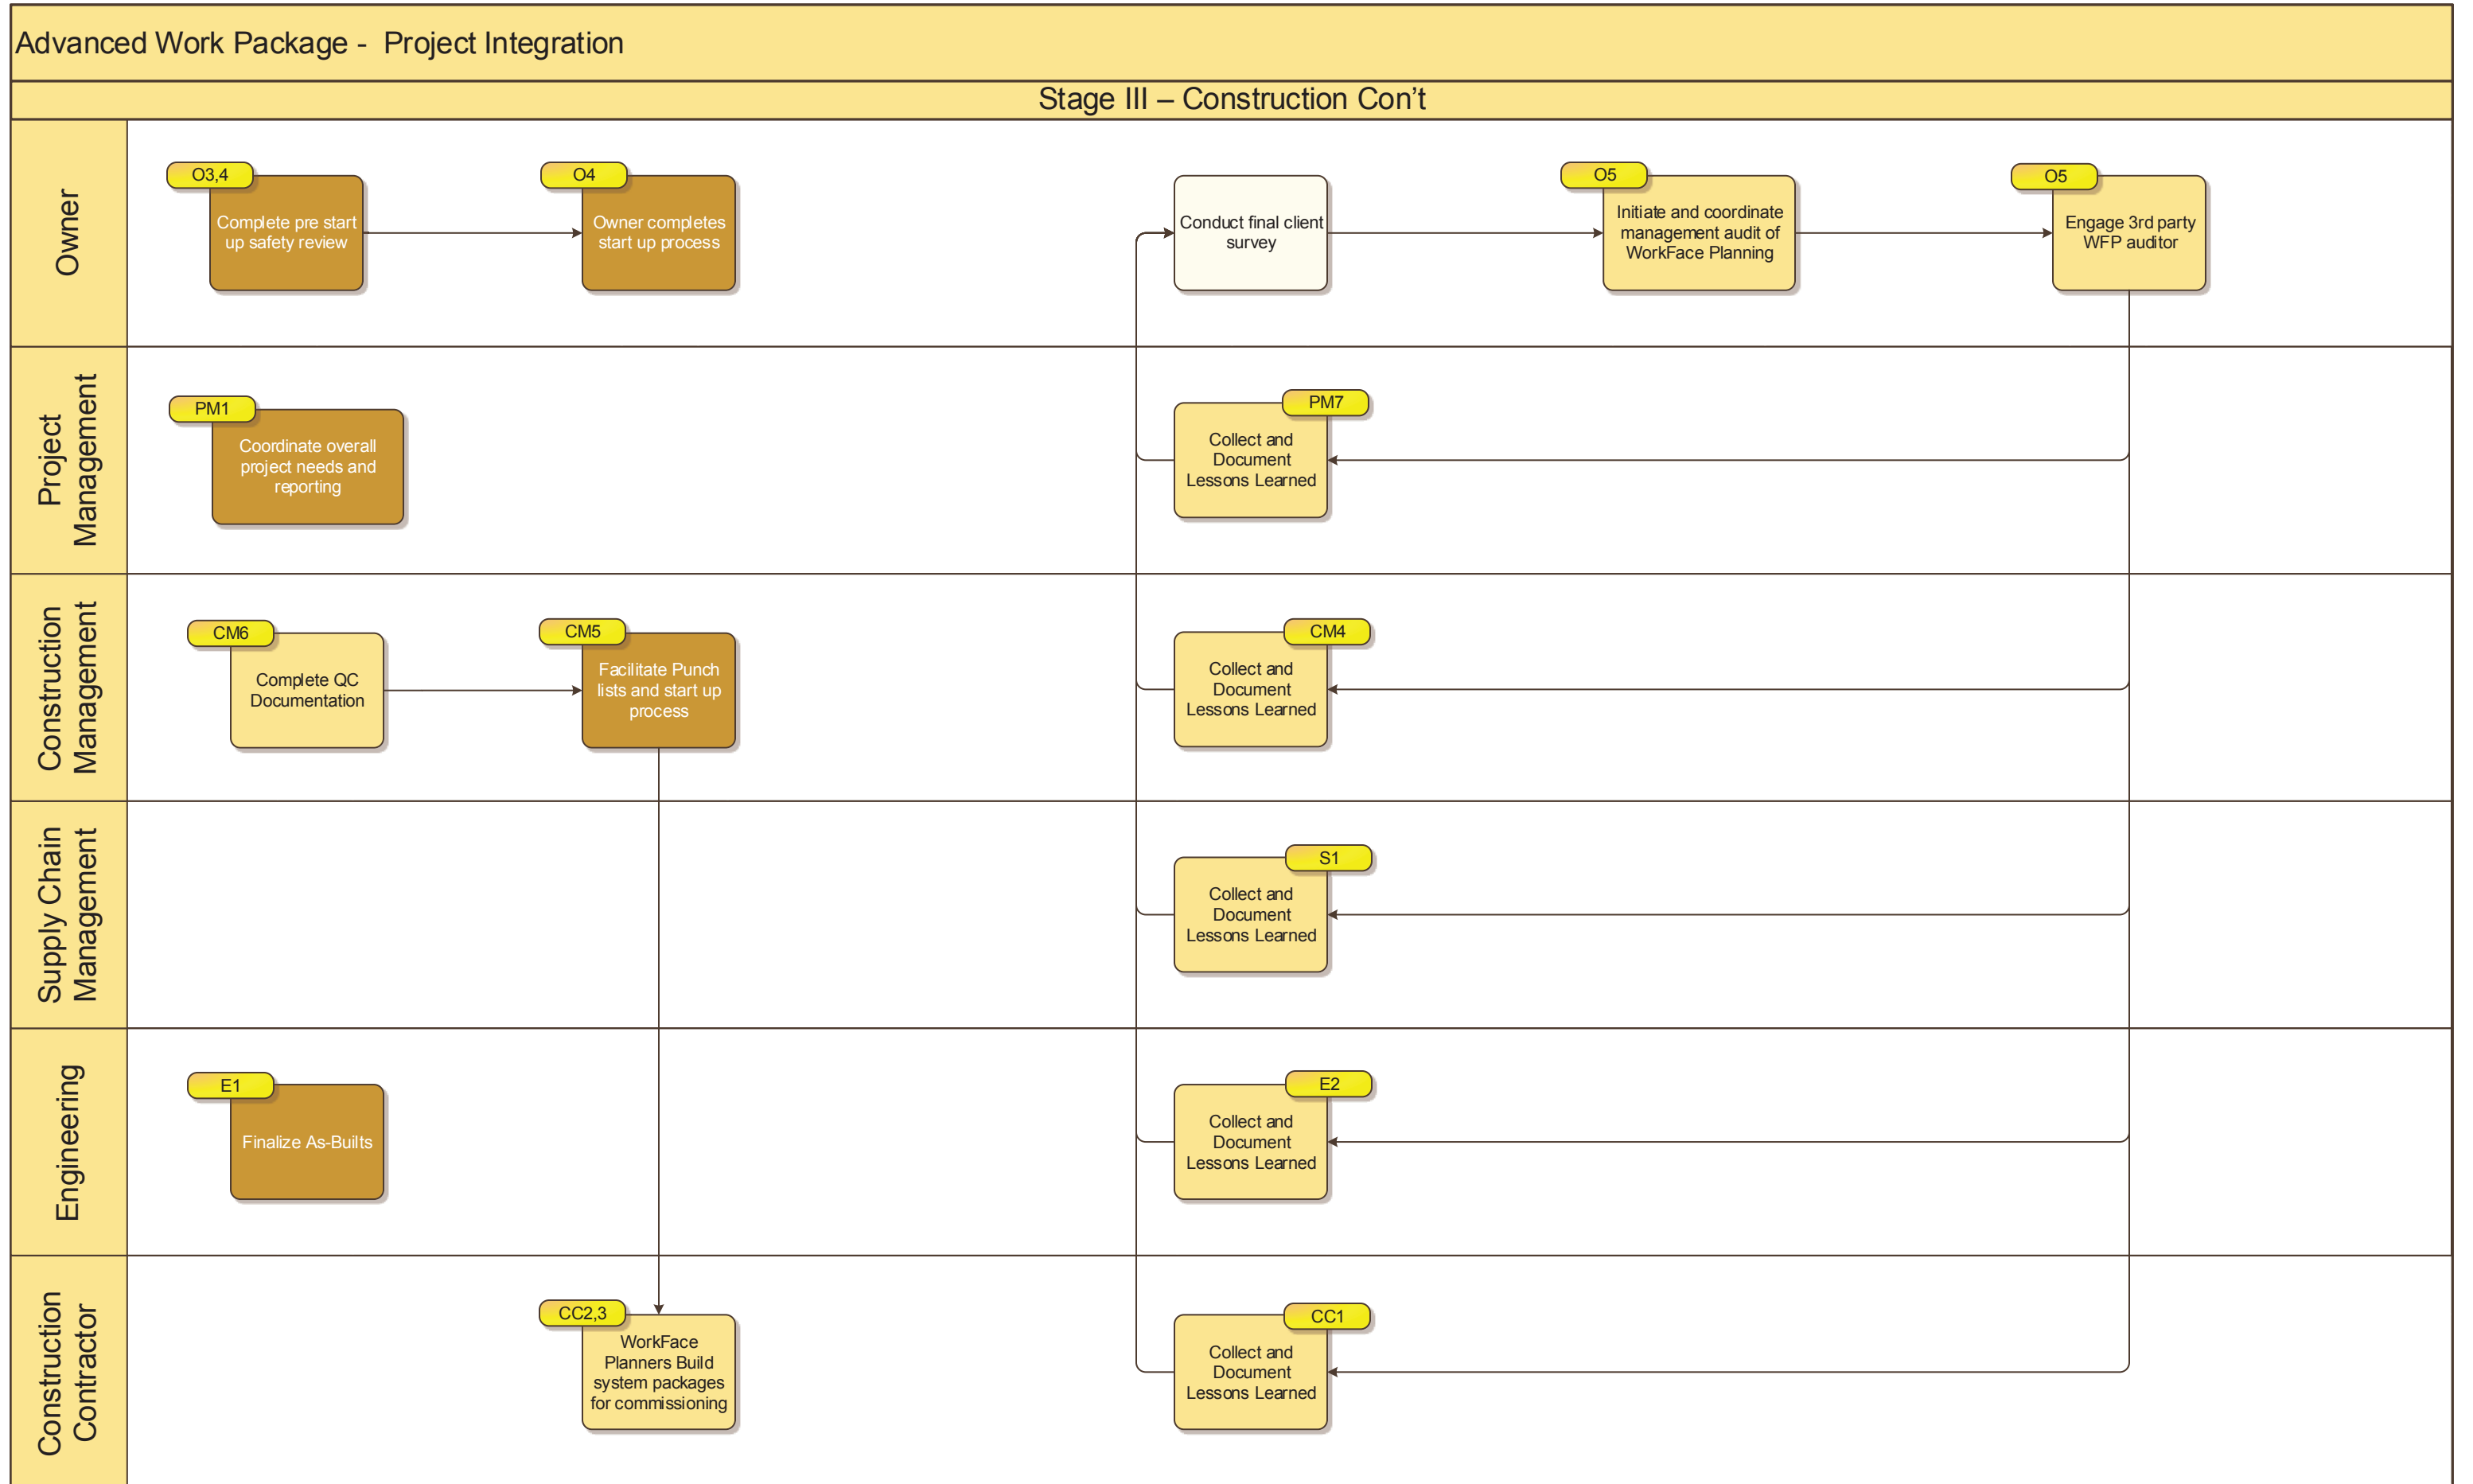 Advanced Work Package - Project Integration
Stage III – Construction Con't
Owner
O3,4
Complete pre start
up safety review
O4
Owner completes
start up process
Conduct final client
survey
O5
Initiate and coordinate
management audit of
WorkFace Planning
O5
Engage 3rd party
WFP auditor
Project
Management
PM1
Coordinate overall
project needs and
reporting
PM7
Collect and
Document
Lessons Learned
Construction
Management
CM6
Complete QC
Documentation
CM5
Facilitate Punch
lists and start up
process
CM4
Collect and
Document
Lessons Learned
Supply Chain
Management
S1
Collect and
Document
Lessons Learned
Engineering
E1
Finalize As-Builts
E2
Collect and
Document
Lessons Learned
Construction
Contractor
CC2,3
WorkFace
Planners Build
system packages
for commissioning
CC1
Collect and
Document
Lessons Learned